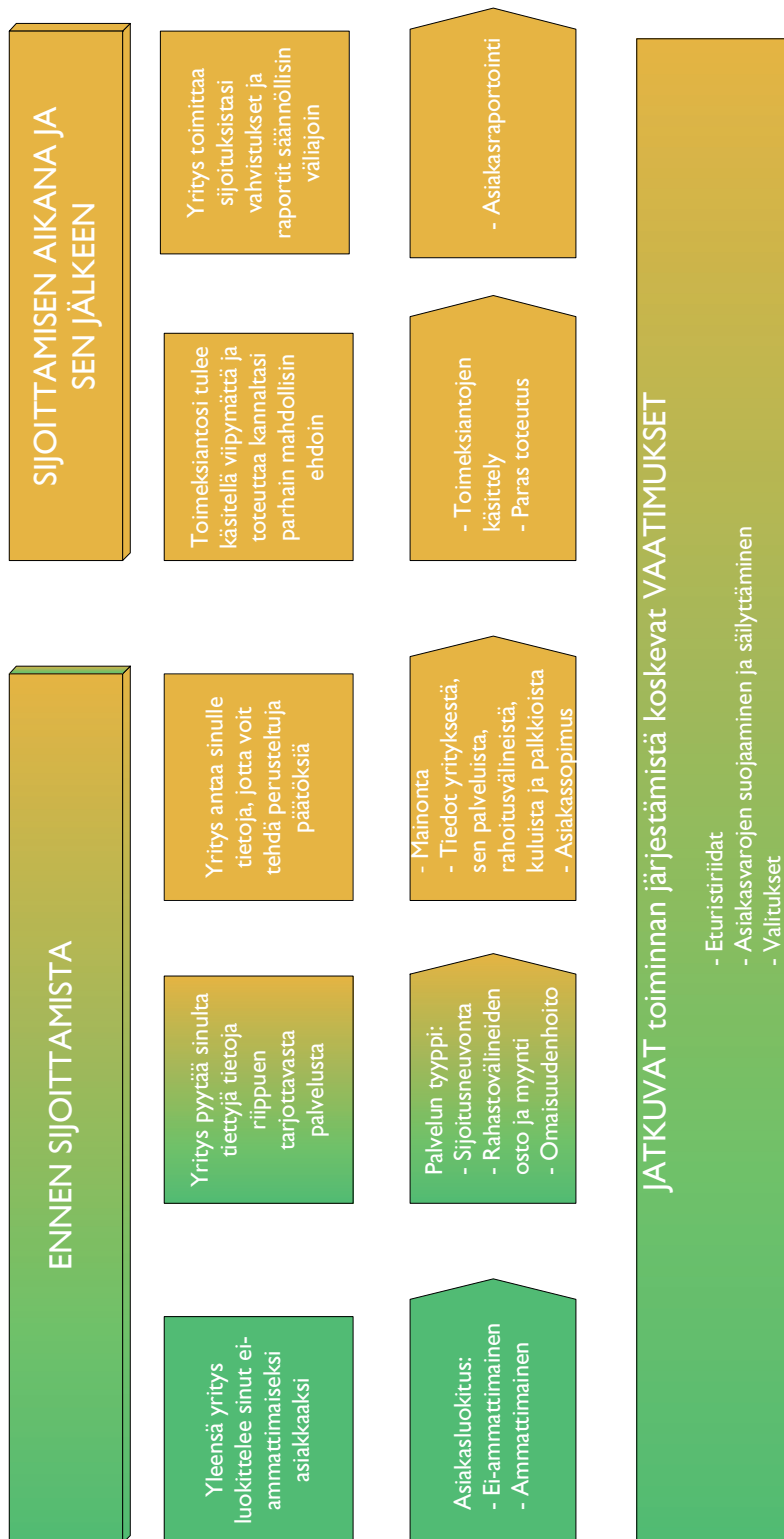 ENNEN SIJOITTAMISTA
SIJOITTAMISEN AIKANA JA
SEN JÄLKEEN
Yleensä yritys
luokittelee sinut ei-
ammattimaiseksi
asiakkaaksi
Yritys pyytää sinulta
tiettyjä tietoja
riippuen
tarjottavasta
palvelusta
Yritys antaa sinulle
tietoja, jotta voit
tehdä perusteltuja
päätöksiä
Toimeksiantosi tulee
käsitellä viipymättä ja
toteuttaa kannaltasi
parhain mahdollisin
ehdoin
Yritys toimittaa
sijoituksistasi
vahvistukset ja
raportit säännöllisin
väliajoin
Asiakasluokitus:
- Ei-ammattimainen
- Ammattimainen
Palvelun tyyppi:
- Sijoitusneuvonta
- Rahastovälineiden
osto ja myynti
- Omaisuudenhoito
- Mainonta
- Tiedot yrityksestä,
sen palveluista,
rahoitusvälineistä,
kuluista ja palkkioista
- Asiakassopimus
- Toimeksiantojen
käsittely
- Paras toteutus
- Asiakasraportointi
JATKUVAT toiminnan järjestämistä koskevat VAATIMUKSET
- Eturistiriidat
- Asiakasvarojen suojaaminen ja säilyttäminen
- Valitukset